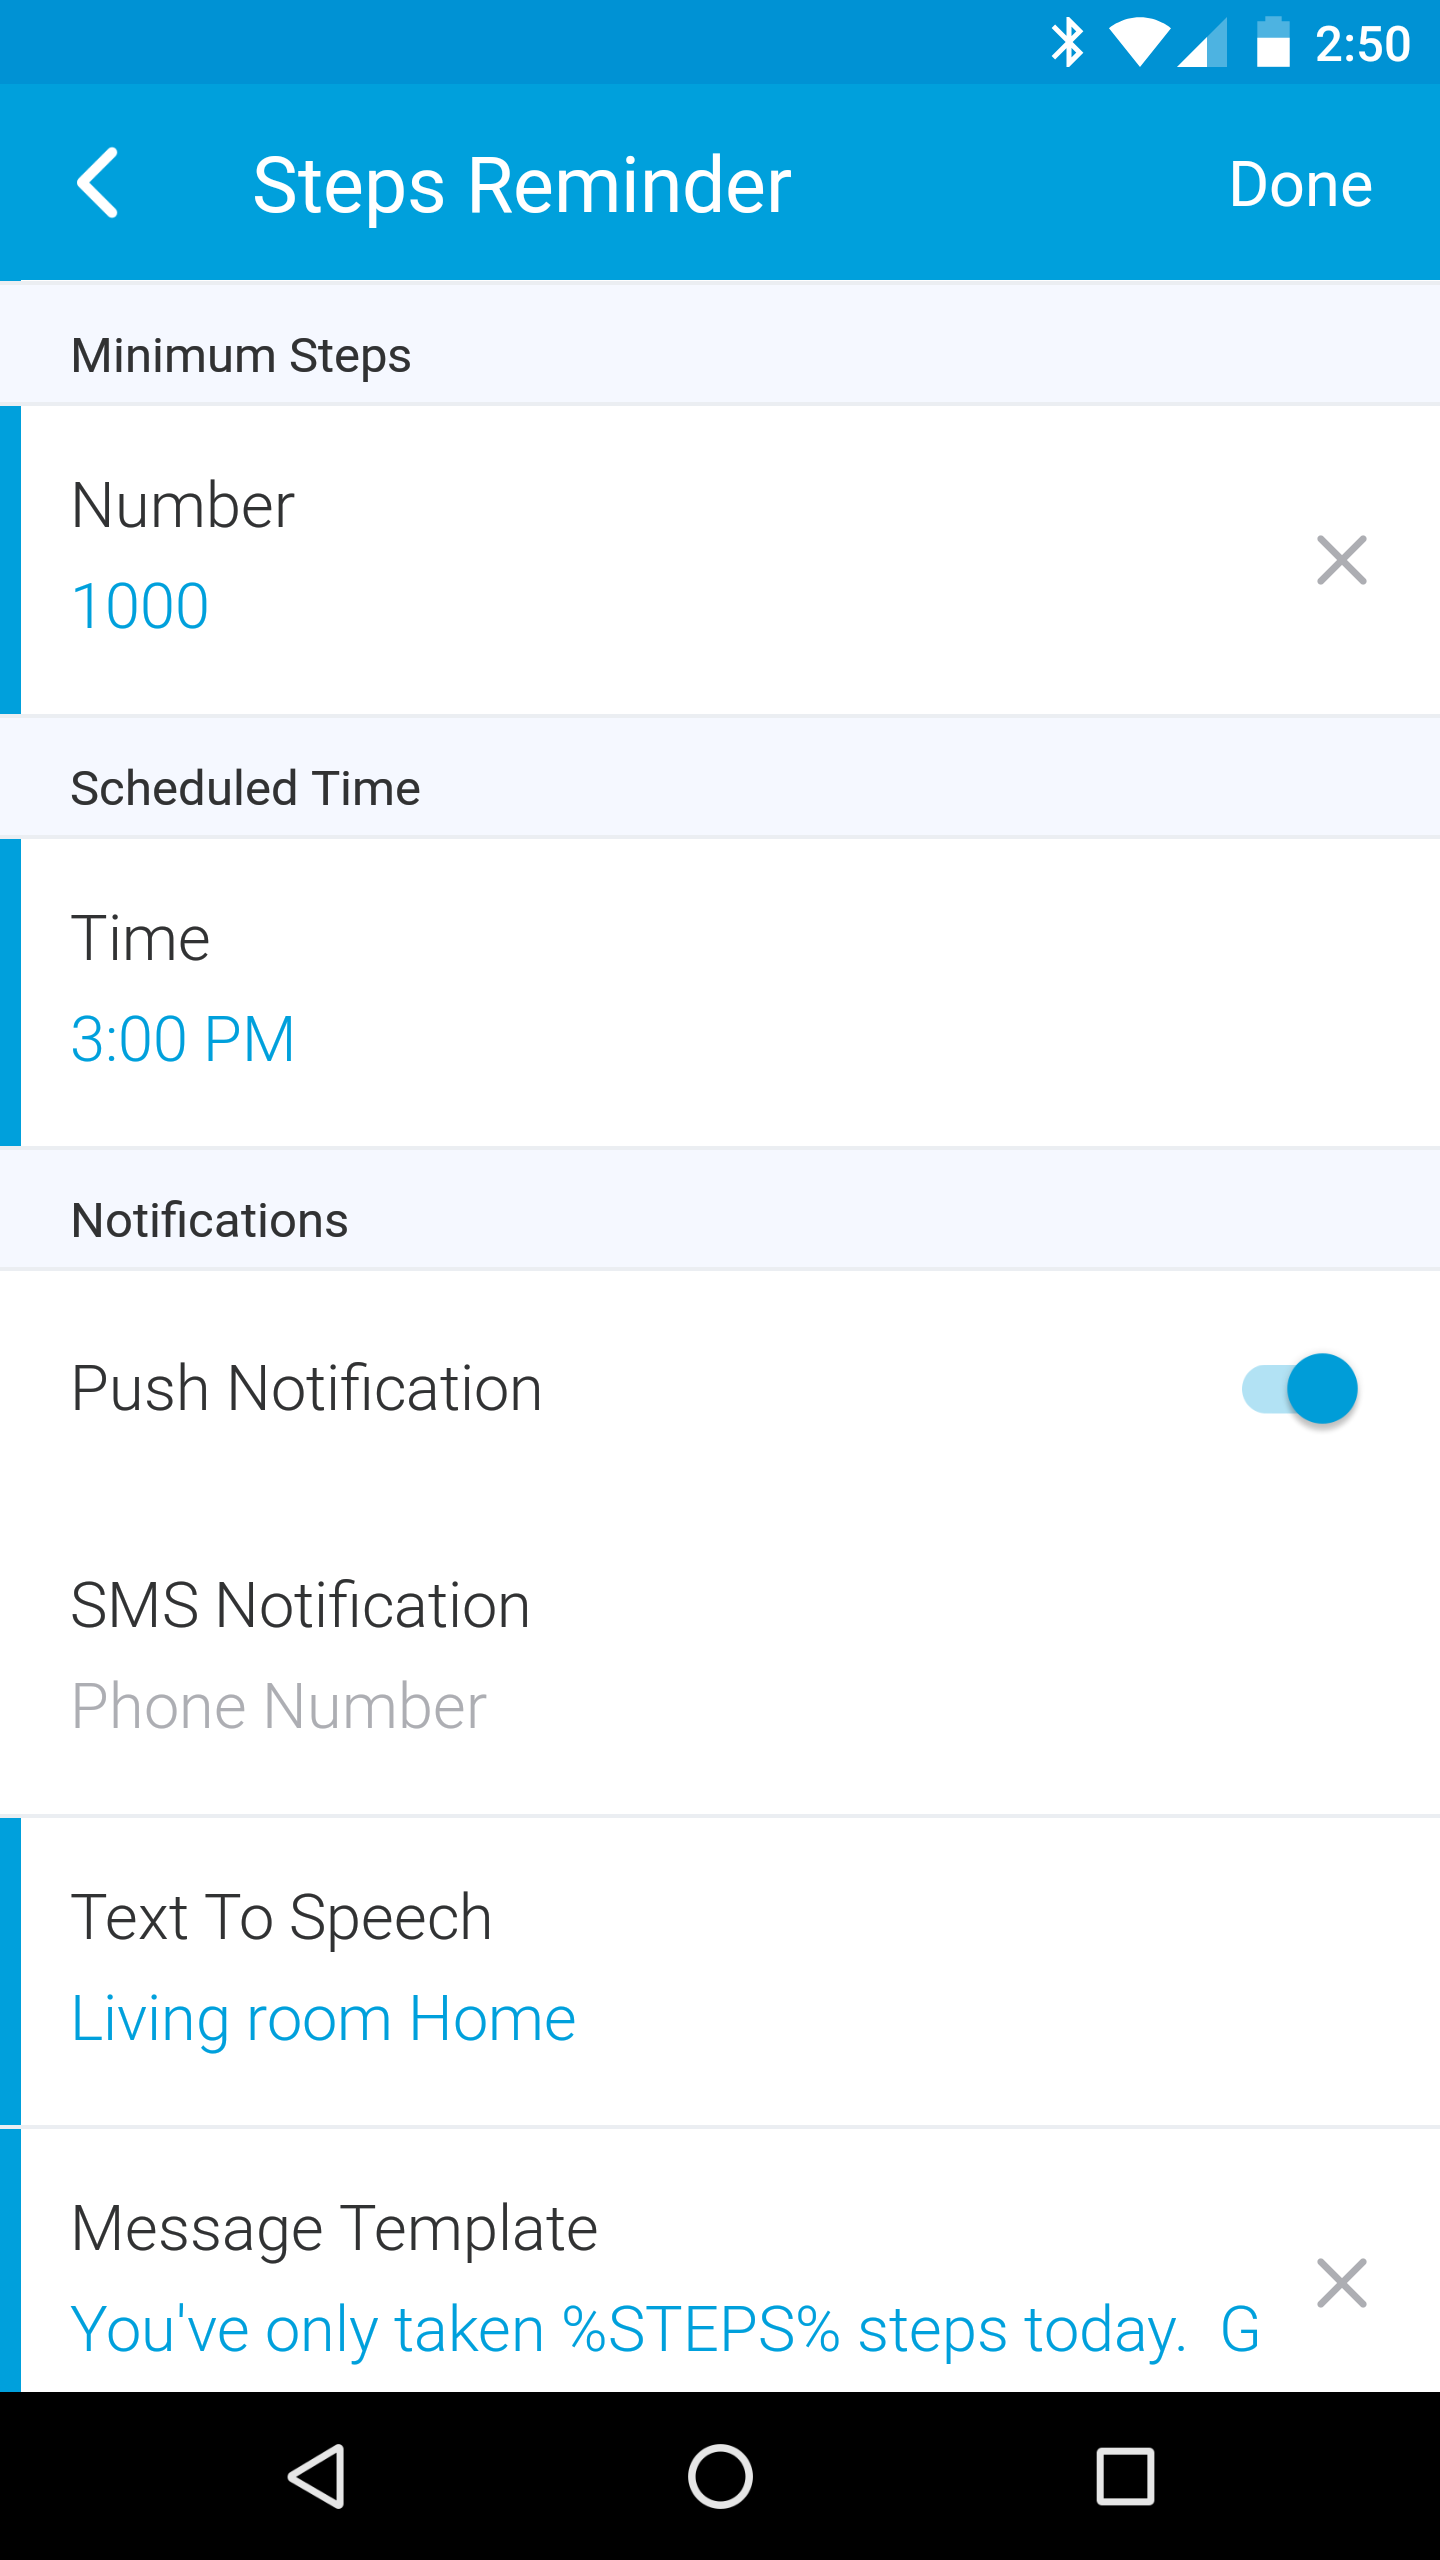 2:50
Steps Reminder
Done
Minimum Steps
Number
1000
Scheduled Time
Time
3:00 PM
Notifications
Push Notification
SMS Notification
Phone Number
Text To Speech
Living room Home
Message Template
You've only taken %STEPS% steps today.  G